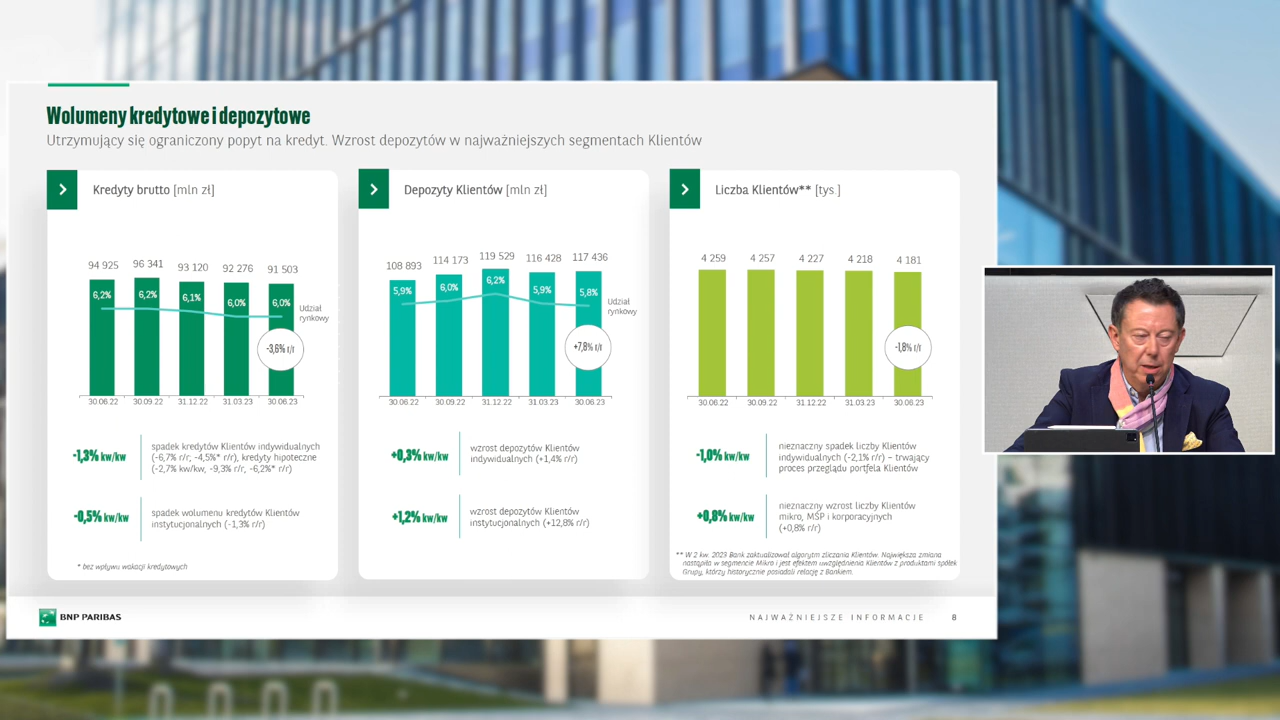 Wolumeny kredytowe i depozytowe
Utrzymujący się ograniczony popyt na kredyt. Wzrost depozytów w najważniejszych segmentach Klientów
Kredyty brutto [mln zł]
94 925
96 341
93 120
92 276
91 503
6,2%
6,2%
6,1%
6,0%
6,0%
Udział
rynkowy
-3,6% r/r
30.06.22
30.09.22
31.12.22
31.03.23
30.06.23
-1,3% kw/kw
spadek kredytów Klientów indywidualnych
(-6,7% r/r, -4,5%* r/r), kredyty hipoteczne
(-2,7% kw/kw, -9,3% r/r, -6,2%* r/r)
-0,5% kw/kw
spadek wolumenu kredytów Klientów
instytucjonalnych (-1,3% r/r)
* bez wpływu wakacji kredytowych
Depozyty Klientów [mln zł]
108 893
114 173
119 529
116 428
117 436
5,9%
6,0%
6,2%
5,9%
5,8%
Udział
rynkowy
+7,8% r/r
30.06.22
30.09.22
31.12.22
31.03.23
30.06.23
+0,3% kw/kw
wzrost depozytów Klientów
indywidualnych (+1,4% r/r)
+1,2% kw/kw
wzrost depozytów Klientów
instytucjonalnych (+12,8% r/r)
Liczba Klientów** [tys.]
4 259
4 257
4 227
4 218
4 181
-1,8% r/r
30.06.22
30.09.22
31.12.22
31.03.23
30.06.23
-1,0% kw/kw
nieznaczny spadek liczby Klientów
indywidualnych (-2,1% r/r) – trwający
proces przeglądu portfela Klientów
+0,8% kw/kw
nieznaczny wzrost liczby Klientów
mikro, MŚP i korporacyjnych
(+0,8% r/r)
** W 2 kw. 2023 Bank zaktualizował algorytm zliczania Klientów. Największa zmiana
nastąpiła w segmencie Mikro i jest efektem uwzględnienia Klientów z produktami spółek
Grupy, którzy historycznie posiadali relację z Bankiem.
BNP PARIBAS
NAJWAŻNIEJSZE INFORMACJE 8